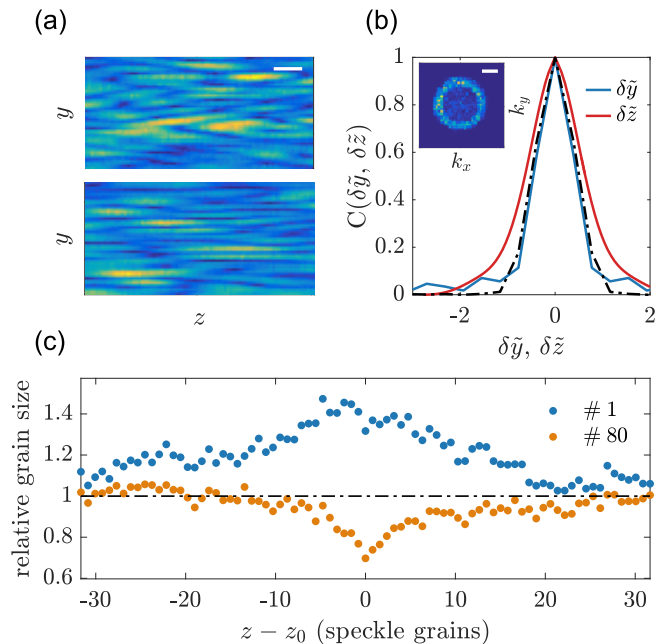 (a)
y
y
z
(b)
C(δỹ, δz̃)
1
0.8
0.6
0.4
0.2
0
-2
0
2
δỹ, δz̃
k_y
k_x
δỹ
δz̃
(c)
relative grain size
1.4
1.2
1
0.8
0.6
# 1
# 80
-30
-20
-10
0
10
20
30
z − z₀ (speckle grains)